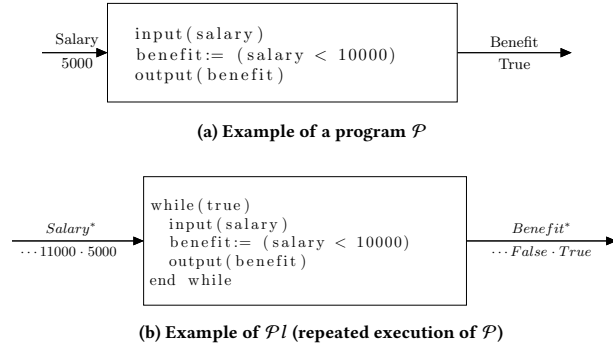 Salary
5000
input(salary)
benefit:= (salary < 10000)
output(benefit)
Benefit
True
(a) Example of a program 𝒫
Salary*
⋯11000 · 5000
while(true)
input(salary)
benefit:= (salary < 10000)
output(benefit)
end while
Benefit*
⋯False · True
(b) Example of 𝒫l (repeated execution of 𝒫)